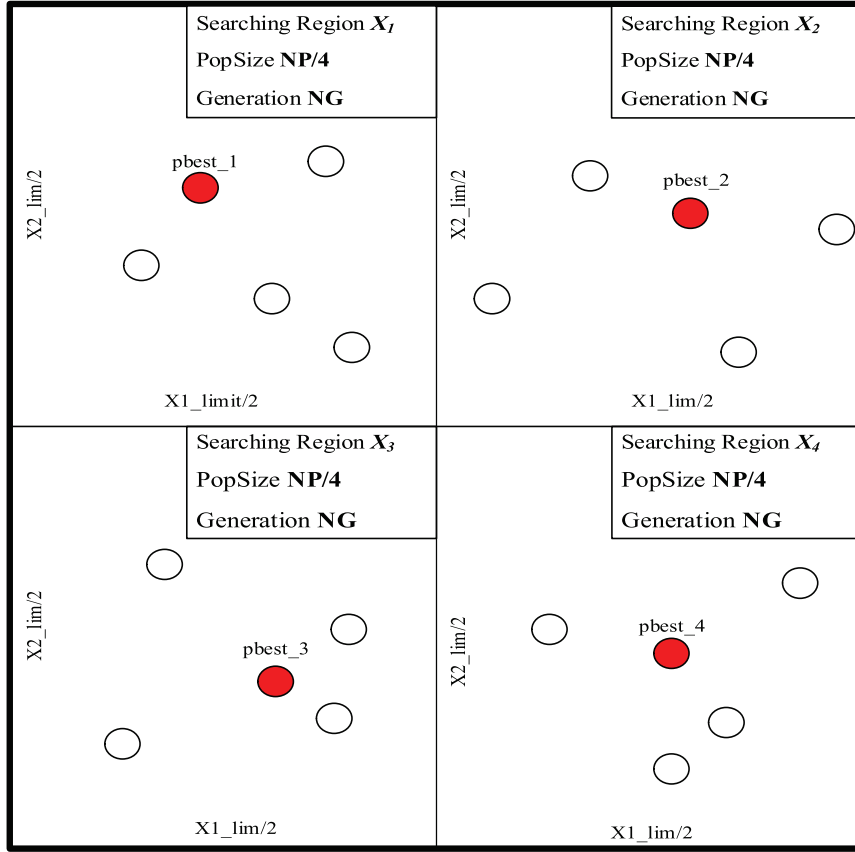 Searching Region X1
PopSize NP/4
Generation NG
pbest_1
X2_lim/2
X1_limit/2
Searching Region X2
PopSize NP/4
Generation NG
pbest_2
X2_lim/2
X1_lim/2
Searching Region X3
PopSize NP/4
Generation NG
X2_lim/2
pbest_3
X1_lim/2
Searching Region X4
PopSize NP/4
Generation NG
pbest_4
X2_lim/2
X1_lim/2